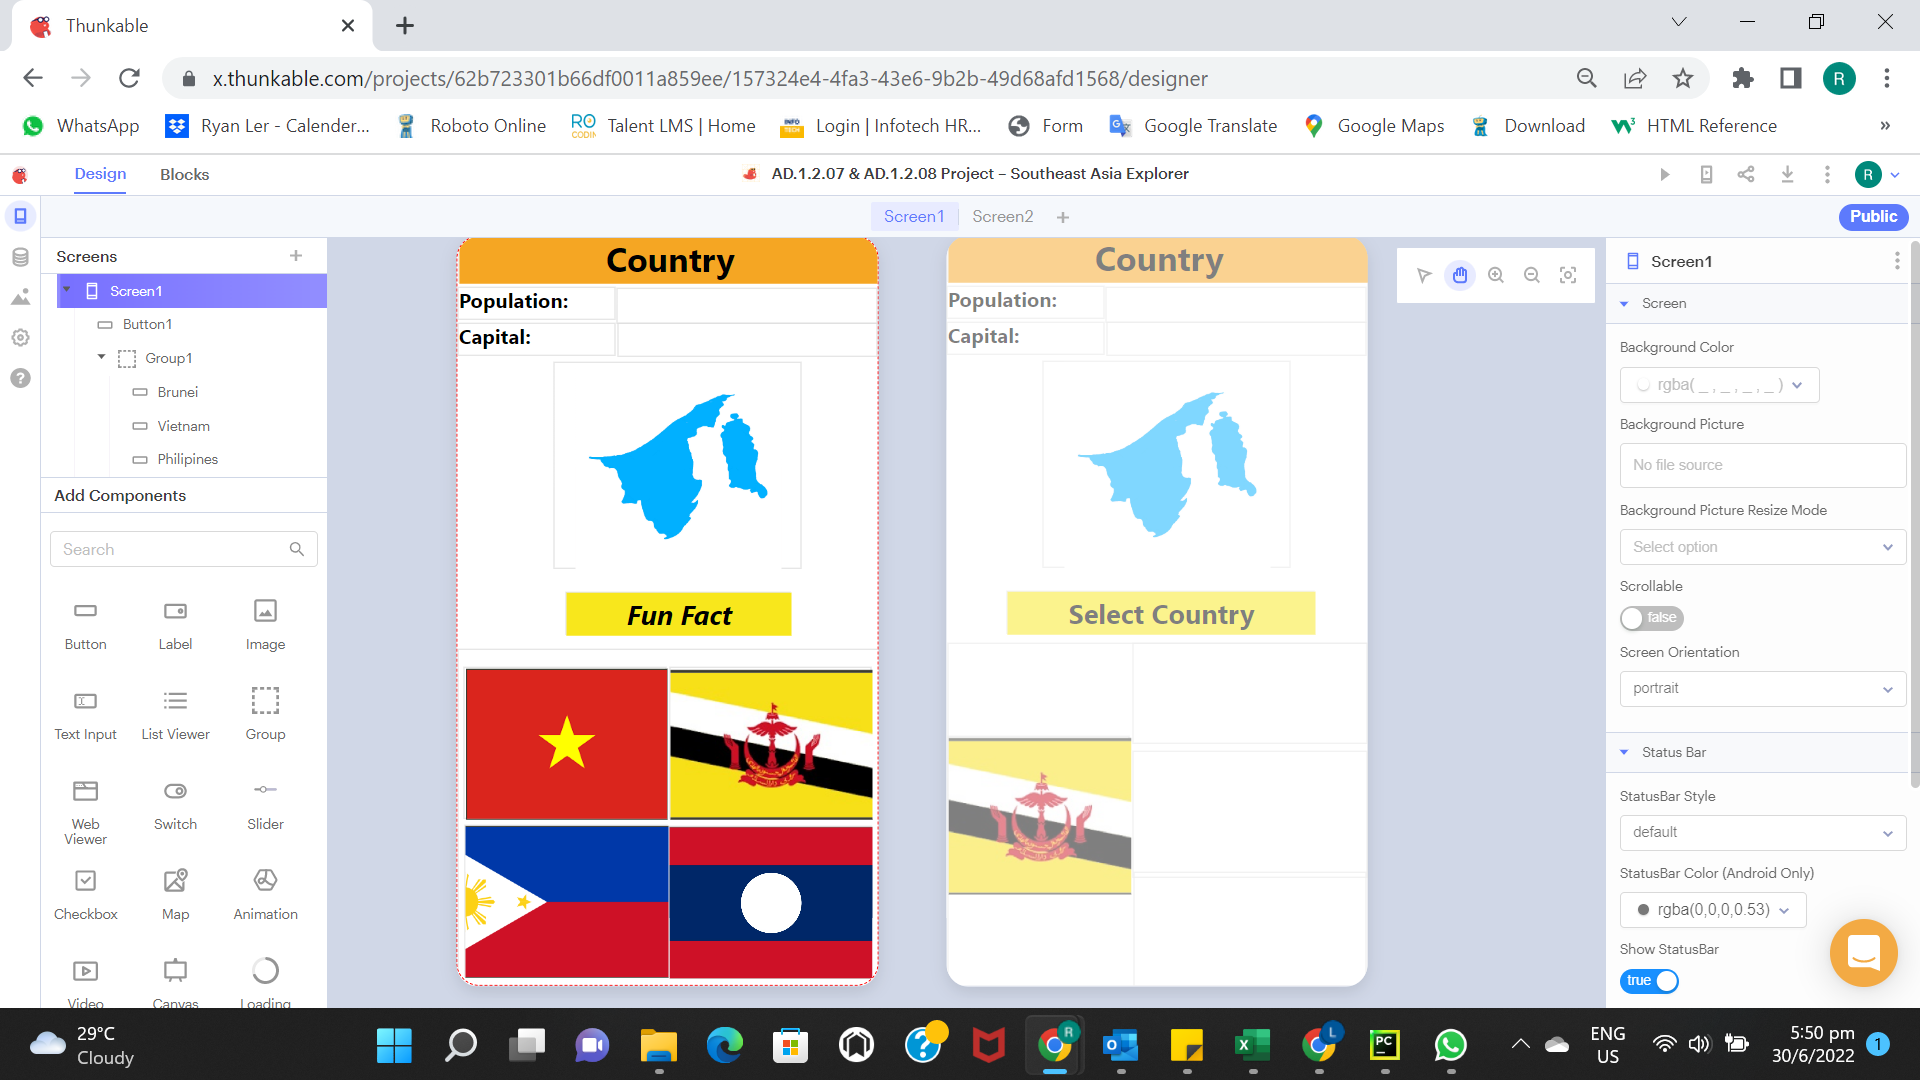 Thunkable
x.thunkable.com/projects/62b723301b66df0011a859ee/157324e4-4fa3-43e6-9b2b-49d68afd1568/designer
R
WhatsApp
Ryan Ler - Calender...
Roboto Online
RO CODIN
Talent LMS | Home
INFO TECH
Login | Infotech HR...
Form
Google Translate
Google Maps
Download
HTML Reference
»
Design
Blocks
AD.1.2.07 & AD.1.2.08 Project – Southeast Asia Explorer
R
Screen1
Screen2
Public
Screens
Screen1
Button1
Group1
Brunei
Vietnam
Philipines
Add Components
Search
Button
Label
Image
Text Input
List Viewer
Group
Web Viewer
Switch
Slider
Checkbox
Map
Animation
Video
Canvas
Loading
Country
Population:
Capital:
Fun Fact
Country
Population:
Capital:
Select Country
Screen1
Screen
Background Color
rgba( _ , _ , _ , _ )
Background Picture
No file source
Background Picture Resize Mode
Select option
Scrollable
false
Screen Orientation
portrait
Status Bar
StatusBar Style
default
StatusBar Color (Android Only)
rgba(0,0,0,0.53)
Show StatusBar
true
29°C
Cloudy
R
L
PC
ENG
US
5:50 pm
30/6/2022
1